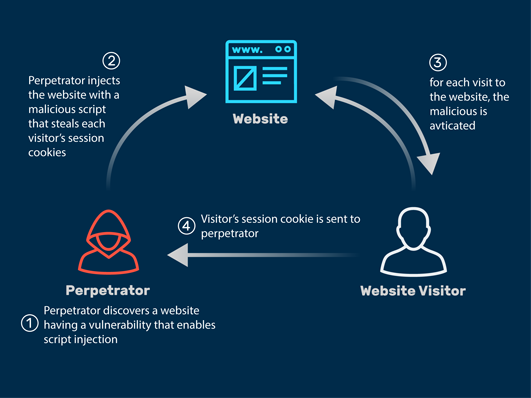 www.
Website
2
Perpetrator injects
the website with a
malicious script
that steals each
visitor's session
cookies
3
for each visit to
the website, the
malicious is
avticated
4
Visitor's session cookie is sent to
perpetrator
Perpetrator
Website Visitor
1
Perpetrator discovers a website
having a vulnerability that enables
script injection